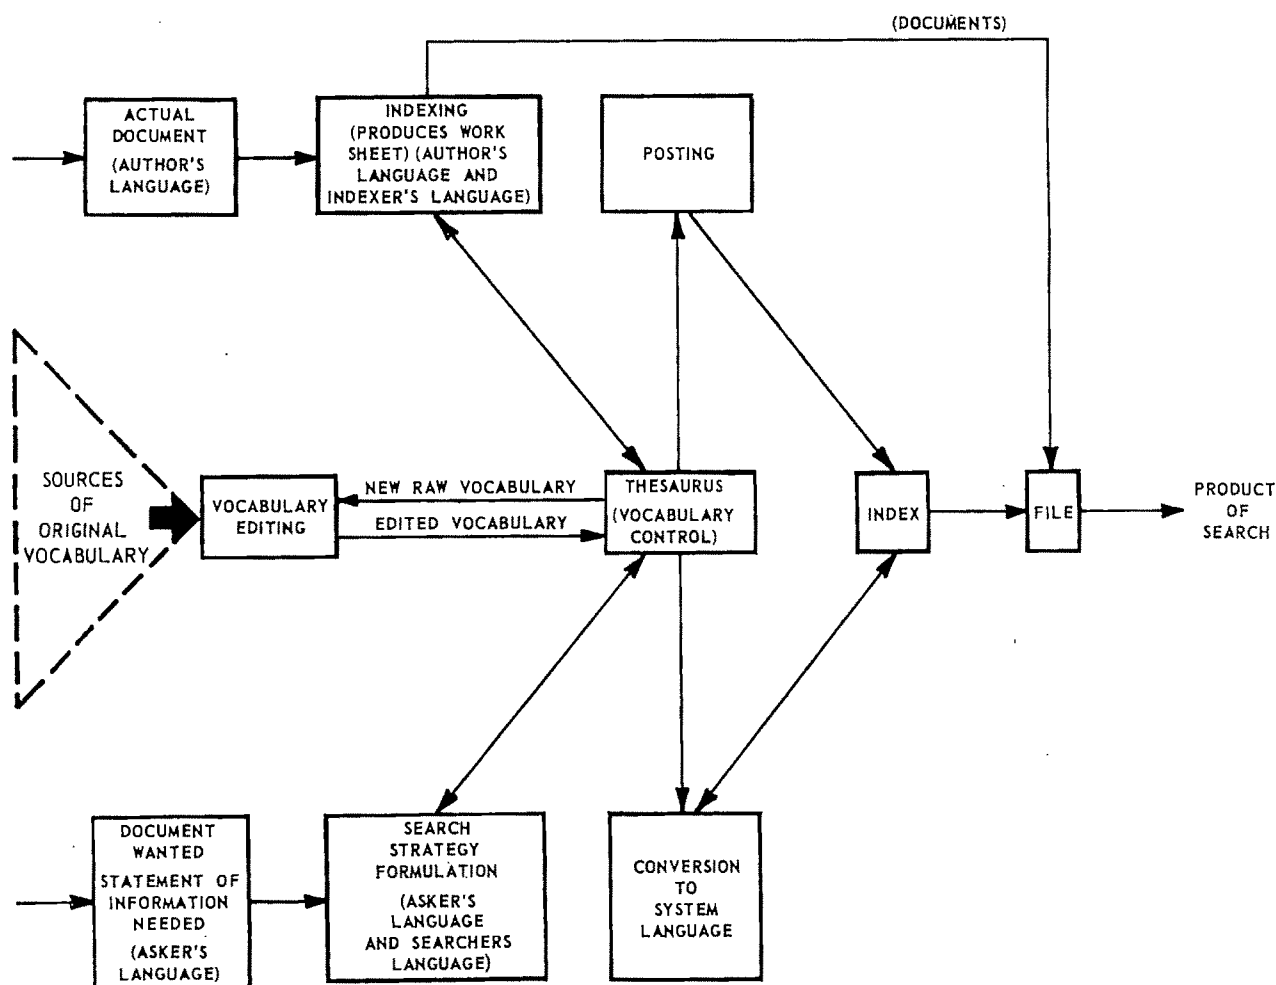 (DOCUMENTS)
ACTUAL
DOCUMENT
(AUTHOR'S
LANGUAGE)
INDEXING
(PRODUCES WORK
SHEET) (AUTHOR'S
LANGUAGE AND
INDEXER'S LANGUAGE)
POSTING
SOURCES
OF
ORIGINAL
VOCABULARY
VOCABULARY
EDITING
NEW RAW VOCABULARY
EDITED VOCABULARY
THESAURUS
(VOCABULARY
CONTROL)
INDEX
FILE
PRODUCT
OF
SEARCH
DOCUMENT
WANTED
STATEMENT OF
INFORMATION
NEEDED
(ASKER'S
LANGUAGE)
SEARCH
STRATEGY
FORMULATION
(ASKER'S
LANGUAGE
AND SEARCHERS
LANGUAGE)
CONVERSION
TO
SYSTEM
LANGUAGE